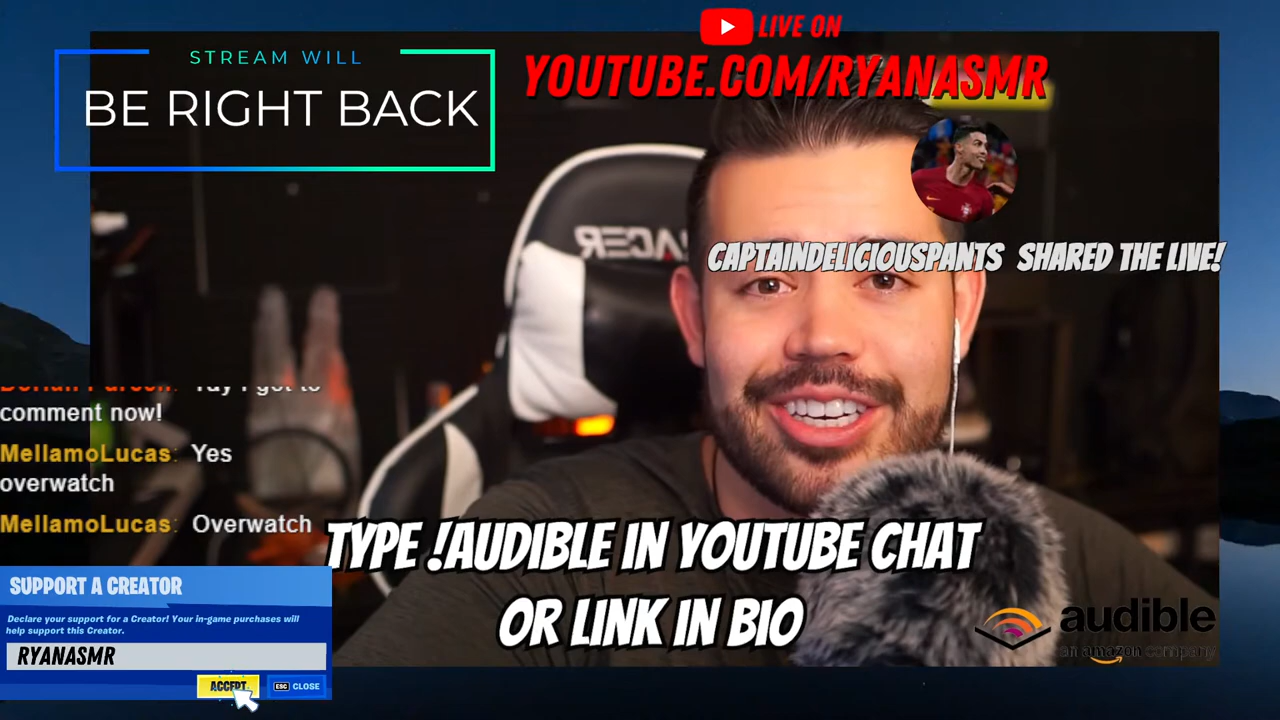 LIVE ON
YOUTUBE.COM/RYANASMR
STREAM WILL
BE RIGHT BACK
CAPTAINDELICIOUSPANTS SHARED THE LIVE!
RACER
comment now!
MellamoLucas: Yes
overwatch
MellamoLucas: Overwatch
TYPE !AUDIBLE IN YOUTUBE CHAT
OR LINK IN BIO
SUPPORT A CREATOR
Declare your support for a Creator! Your in-game purchases will
help support this Creator.
RYANASMR
ACCEPT
ESC CLOSE
audible
an amazon company